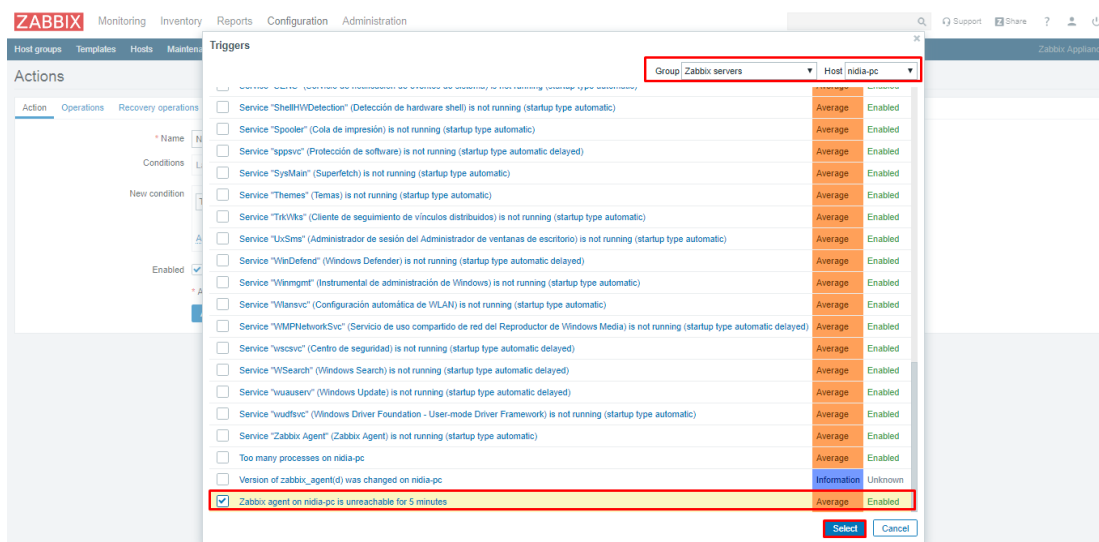 ZABBIX Monitoring Inventory Reports Configuration Administration Support Z Share ?
Host groups Templates Hosts Maintena Zabbix Applianc
Triggers
Group Zabbix servers Host nidia-pc
Actions
Action Operations Recovery operations
* Name N
Conditions
New condition
Enabled
Average Enabled
Service "ShellHWDetection" (Detección de hardware shell) is not running (startup type automatic) Average Enabled
Service "Spooler" (Cola de impresión) is not running (startup type automatic) Average Enabled
Service "sppsvc" (Protección de software) is not running (startup type automatic delayed) Average Enabled
Service "SysMain" (Superfetch) is not running (startup type automatic) Average Enabled
Service "Themes" (Temas) is not running (startup type automatic) Average Enabled
Service "TrkWks" (Cliente de seguimiento de vínculos distribuidos) is not running (startup type automatic) Average Enabled
Service "UxSms" (Administrador de sesión del Administrador de ventanas de escritorio) is not running (startup type automatic) Average Enabled
Service "WinDefend" (Windows Defender) is not running (startup type automatic delayed) Average Enabled
Service "Winmgmt" (Instrumental de administración de Windows) is not running (startup type automatic) Average Enabled
Service "Wlansvc" (Configuración automática de WLAN) is not running (startup type automatic) Average Enabled
Service "WMPNetworkSvc" (Servicio de uso compartido de red del Reproductor de Windows Media) is not running (startup type automatic delayed) Average Enabled
Service "wscsvc" (Centro de seguridad) is not running (startup type automatic delayed) Average Enabled
Service "WSearch" (Windows Search) is not running (startup type automatic delayed) Average Enabled
Service "wuauserv" (Windows Update) is not running (startup type automatic delayed) Average Enabled
Service "wudfsvc" (Windows Driver Foundation - User-mode Driver Framework) is not running (startup type automatic) Average Enabled
Service "Zabbix Agent" (Zabbix Agent) is not running (startup type automatic) Average Enabled
Too many processes on nidia-pc Average Enabled
Version of zabbix_agent(d) was changed on nidia-pc Information Unknown
Zabbix agent on nidia-pc is unreachable for 5 minutes Average Enabled
Select Cancel